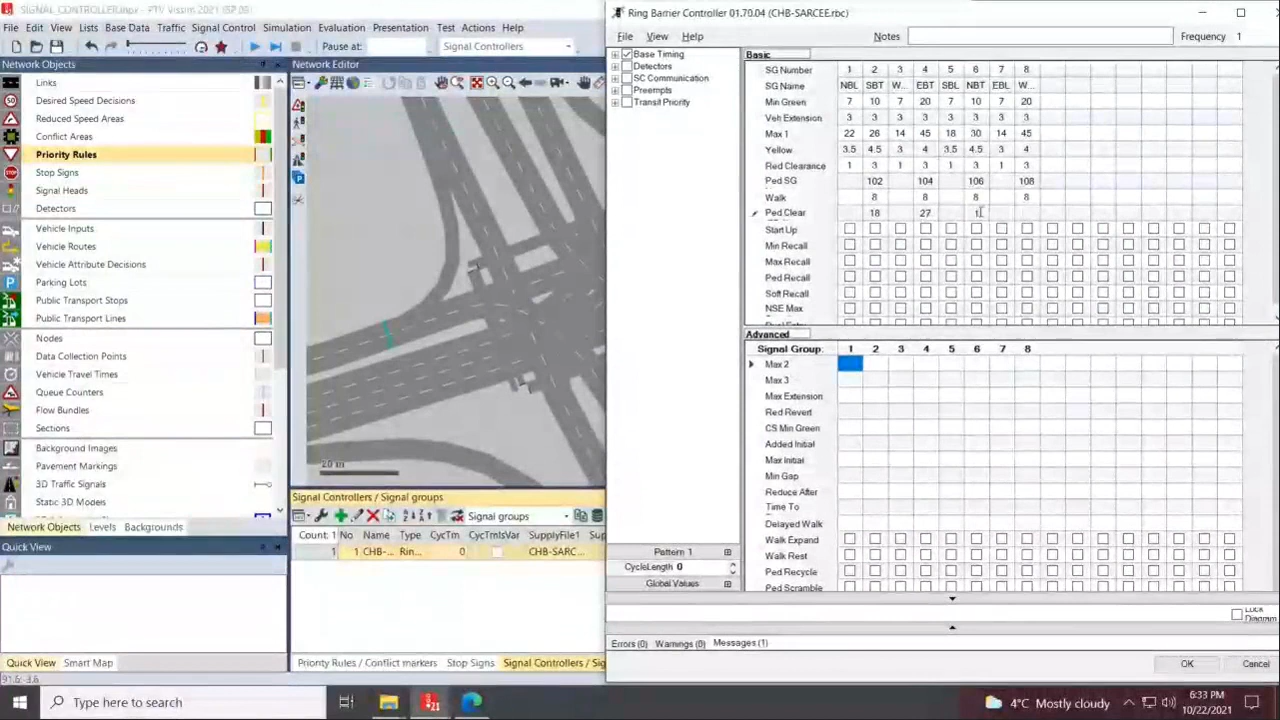 SIGNAL_CONTROLLER.inpx - PTV Vissim 2021 (SP 09)
Ring Barrier Controller 01.70.04 (CHB-SARCEE.rbc)
File Edit View Lists Base Data Traffic Signal Control Simulation Evaluation Presentation Test Actions Help
File View Help Notes Frequency 1
Pause at: Signal Controllers
Network Objects
Network Editor
Links
Desired Speed Decisions
Reduced Speed Areas
Conflict Areas
Priority Rules
Stop Signs
Signal Heads
Detectors
Vehicle Inputs
Vehicle Routes
Vehicle Attribute Decisions
Parking Lots
Public Transport Stops
Public Transport Lines
Nodes
Data Collection Points
Vehicle Travel Times
Queue Counters
Flow Bundles
Sections
Background Images
Pavement Markings
3D Traffic Signals
Static 3D Models
Network Objects Levels Backgrounds
Quick View
Quick View Smart Map
91.6: -3.6
20 m
Signal Controllers / Signal groups
Signal groups
Count: 1 No Name Type CycTm CycTmIsVar SupplyFile1 Sup
1 1 CHB-... Rin... 0 CHB-SARC...
Priority Rules / Conflict markers Stop Signs Signal Controllers / Sig
Base Timing
Detectors
SC Communication
Preempts
Transit Priority
Pattern 1
CycleLength 0
Global Values
Basic
SG Number 1 2 3 4 5 6 7 8
SG Name NBL SBT W... EBT SBL NBT EBL W...
Min Green 7 10 7 20 7 10 7 20
Veh Extension 3 3 3 3 3 3 3 3
Max 1 22 26 14 45 18 30 14 45
Yellow 3.5 4.5 3 4 3.5 4.5 3 4
Red Clearance 1 3 1 3 1 3 1 3
Ped SG 102 104 106 108
Walk 8 8 8 8
Ped Clear 18 27 1
Start Up
Min Recall
Max Recall
Ped Recall
Soft Recall
NSE Max
Advanced
Signal Group: 1 2 3 4 5 6 7 8
Max 2
Max 3
Max Extension
Red Revert
CS Min Green
Added Initial
Max Initial
Min Gap
Reduce After
Time To
Delayed Walk
Walk Expand
Walk Rest
Ped Recycle
Ped Scramble
Lock
Diagram
Errors (0) Warnings (0) Messages (1)
OK Cancel
Type here to search
4°C Mostly cloudy
6:33 PM
10/22/2021